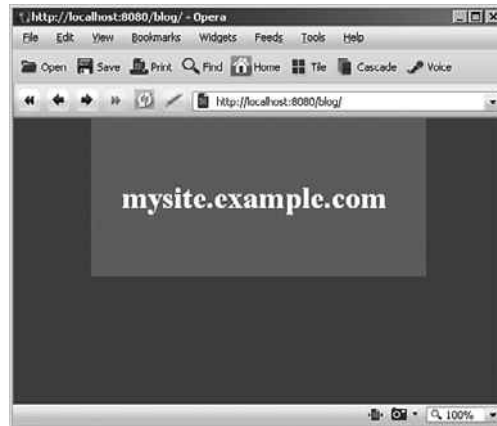 http://localhost:8080/blog/ - Opera
File Edit View Bookmarks Widgets Feeds Tools Help
Open Save Print Find Home Tile Cascade Voice
http://localhost:8080/blog/
mysite.example.com
100%